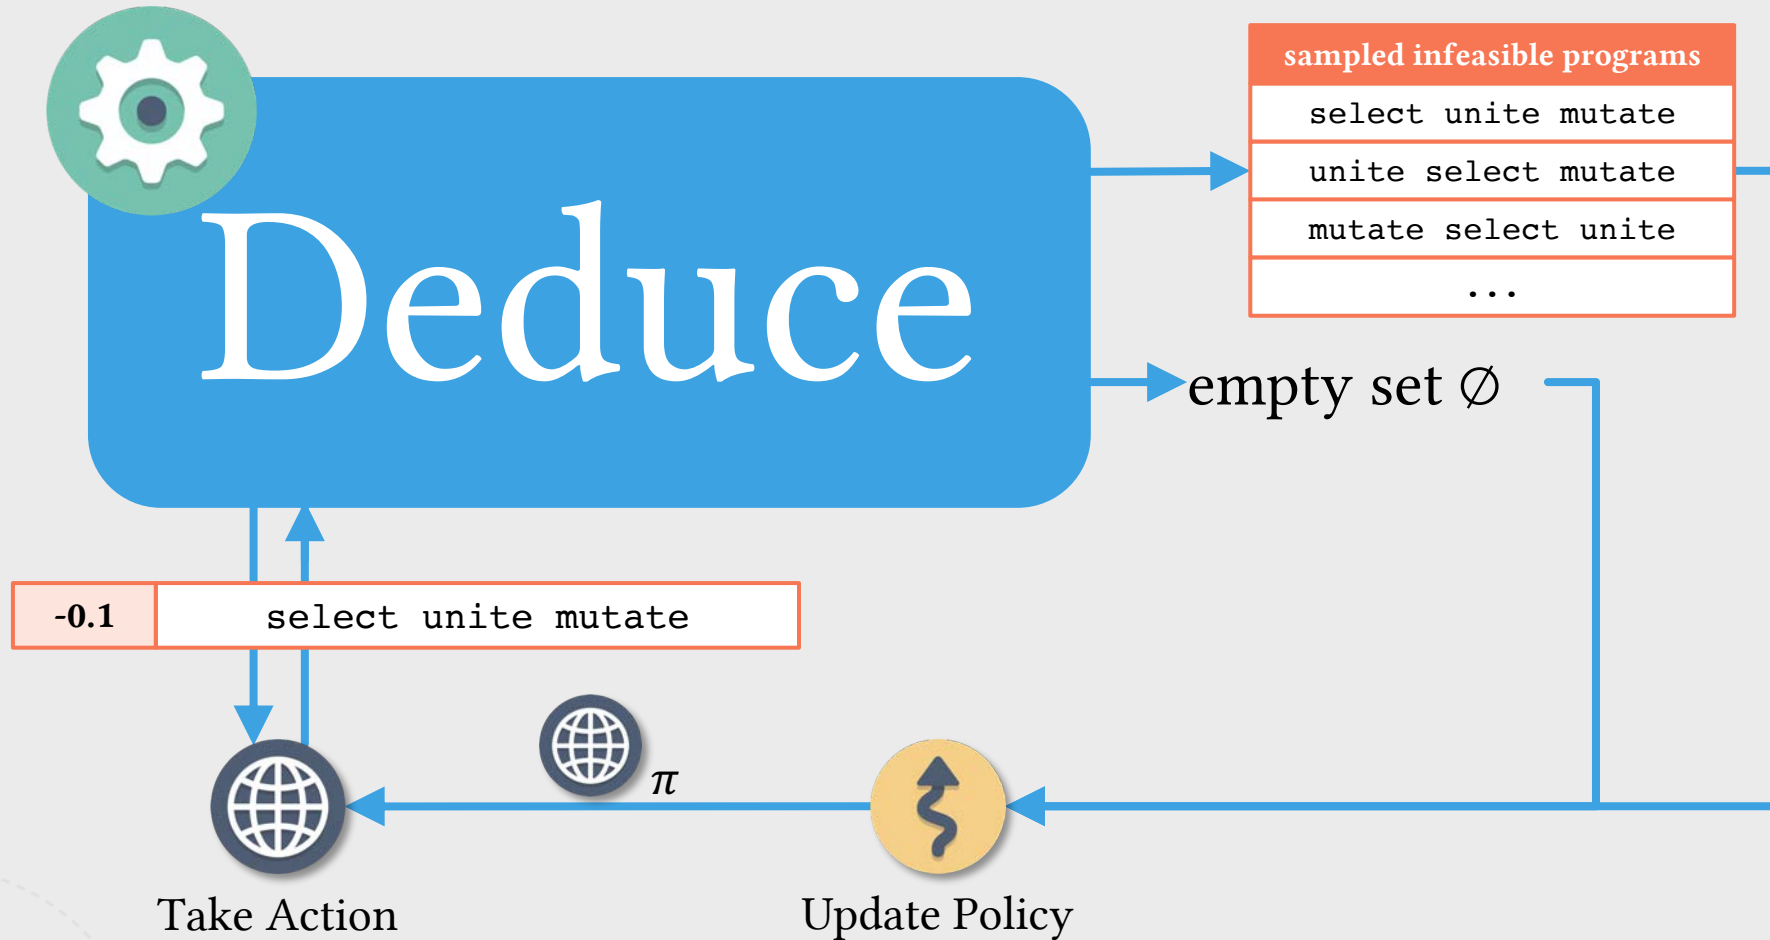 sampled infeasible programs
select unite mutate
unite select mutate
mutate select unite
...
Deduce
empty set ∅
-0.1 select unite mutate
π
Take Action
Update Policy